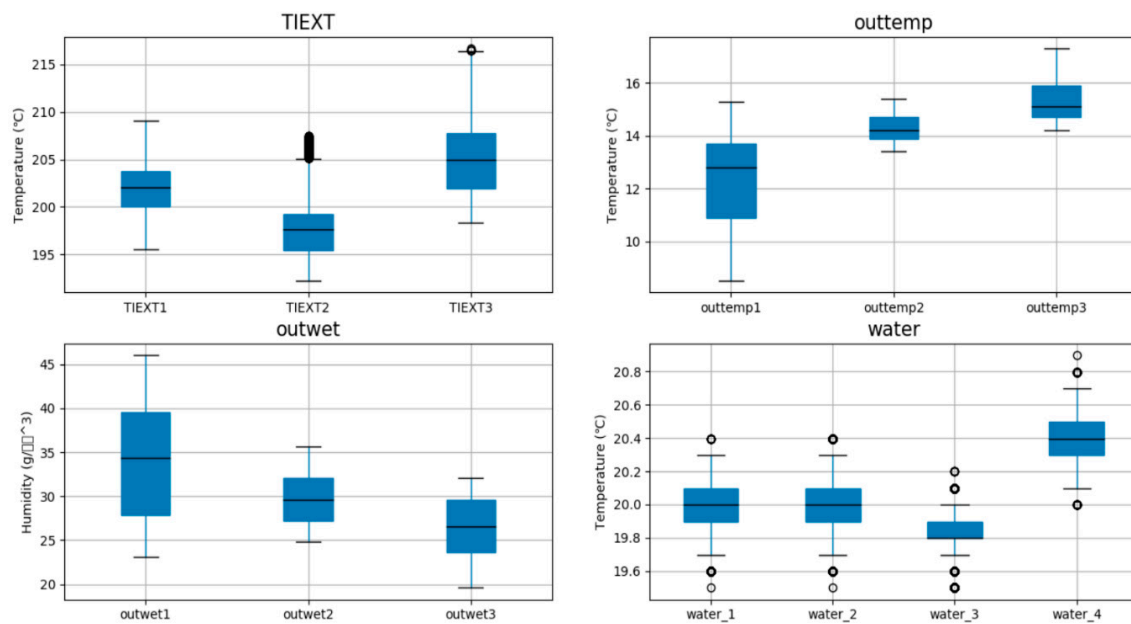 TIEXT
Temperature (℃)
215
210
205
200
195
TIEXT1 TIEXT2 TIEXT3
outtemp
Temperature (℃)
16
14
12
10
outtemp1 outtemp2 outtemp3
outwet
Humidity (g/▯▯^3)
45
40
35
30
25
20
outwet1 outwet2 outwet3
water
Temperature (℃)
20.8
20.6
20.4
20.2
20.0
19.8
19.6
water_1 water_2 water_3 water_4